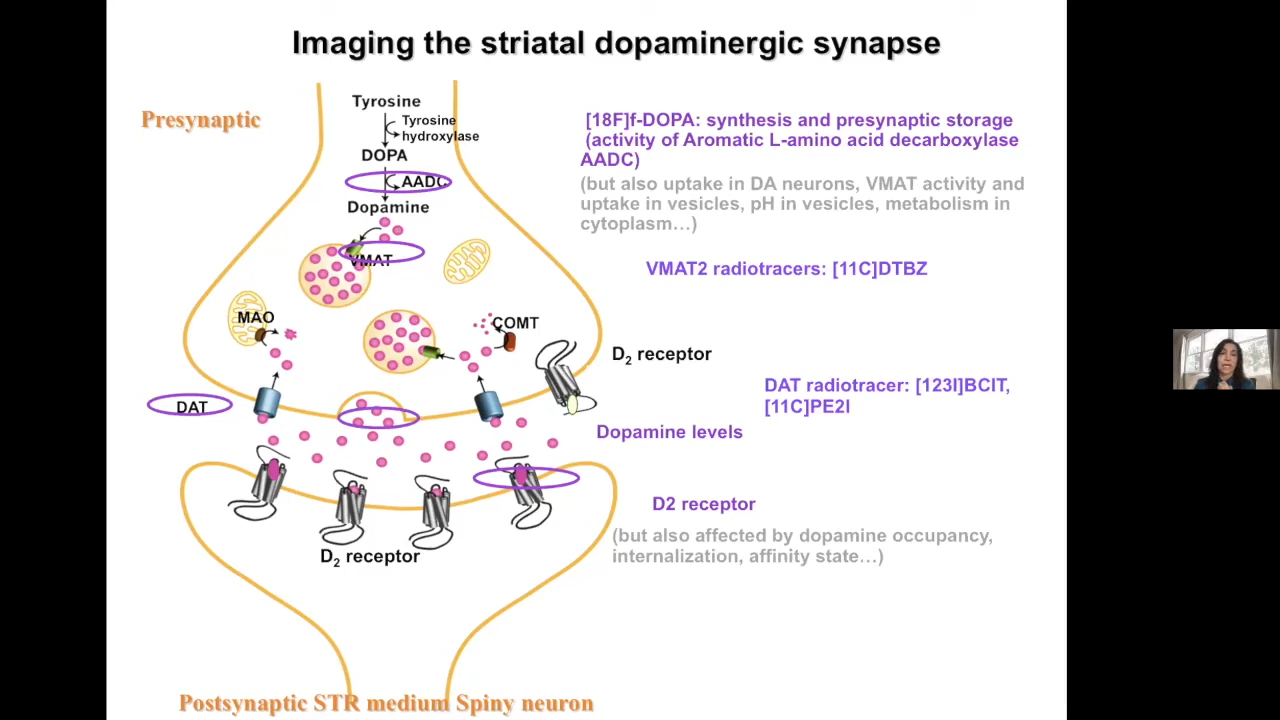 Imaging the striatal dopaminergic synapse
Presynaptic
Tyrosine
Tyrosine
hydroxylase
DOPA
AADC
Dopamine
VMAT
MAO
COMT
DAT
D2 receptor
D2 receptor
[18F]f-DOPA: synthesis and presynaptic storage
(activity of Aromatic L-amino acid decarboxylase
AADC)
(but also uptake in DA neurons, VMAT activity and
uptake in vesicles, pH in vesicles, metabolism in
cytoplasm…)
VMAT2 radiotracers: [11C]DTBZ
DAT radiotracer: [123I]BCIT,
[11C]PE2I
Dopamine levels
D2 receptor
(but also affected by dopamine occupancy,
internalization, affinity state…)
Postsynaptic STR medium Spiny neuron